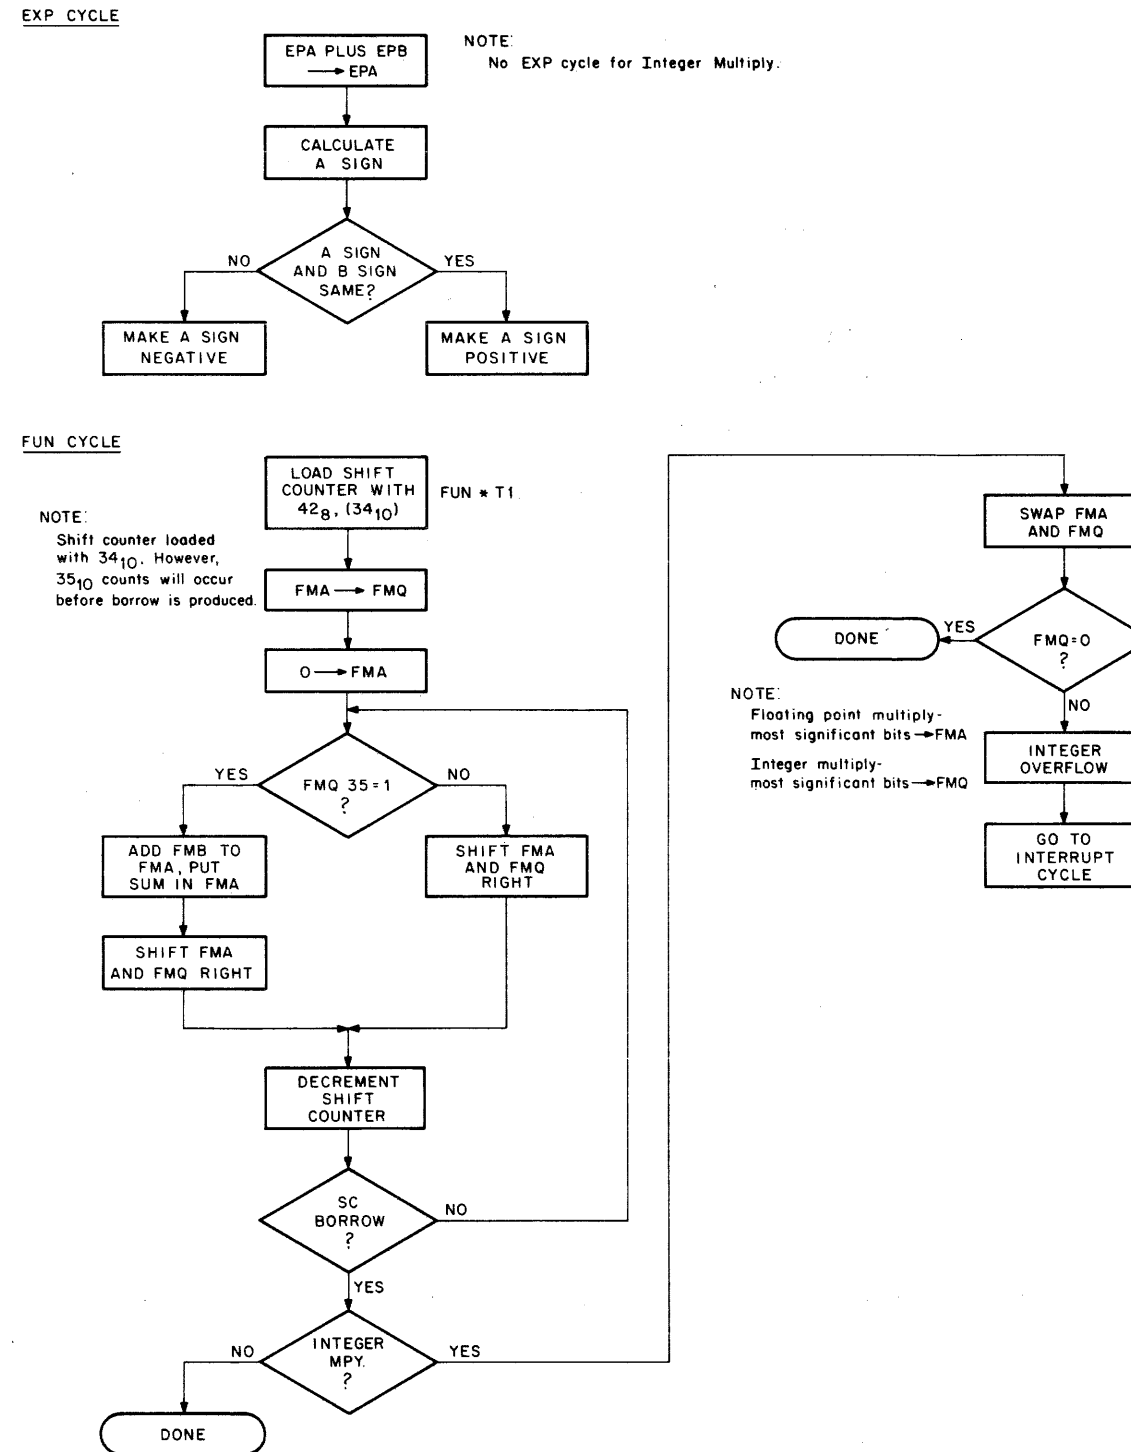 EXP CYCLE
EPA PLUS EPB
→ EPA
NOTE:
No EXP cycle for Integer Multiply.
CALCULATE
A SIGN
A SIGN
AND B SIGN
SAME?
NO
YES
MAKE A SIGN
NEGATIVE
MAKE A SIGN
POSITIVE
FUN CYCLE
LOAD SHIFT
COUNTER WITH
42₈, (34₁₀)
FUN * T1
NOTE:
Shift counter loaded
with 34₁₀. However,
35₁₀ counts will occur
before borrow is produced.
FMA → FMQ
0 → FMA
FMQ 35=1
?
YES
NO
ADD FMB TO
FMA, PUT
SUM IN FMA
SHIFT FMA
AND FMQ
RIGHT
SHIFT FMA
AND FMQ RIGHT
DECREMENT
SHIFT
COUNTER
SC
BORROW
?
NO
YES
INTEGER
MPY.
?
NO
YES
DONE
SWAP FMA
AND FMQ
FMQ=0
?
YES
DONE
NO
NOTE:
Floating point multiply-
most significant bits → FMA
Integer multiply-
most significant bits → FMQ
INTEGER
OVERFLOW
GO TO
INTERRUPT
CYCLE